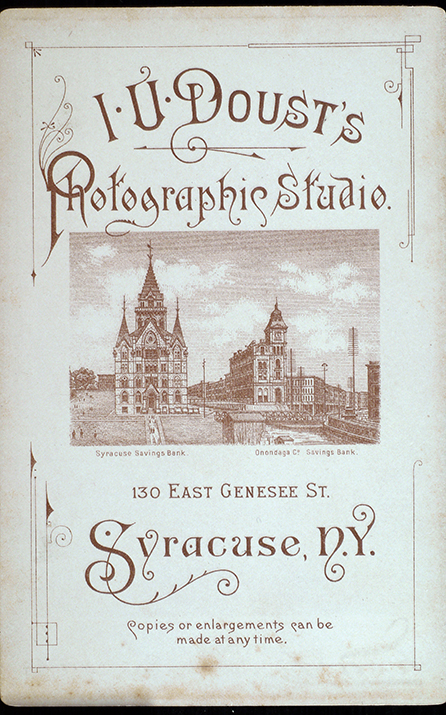 I. U. DOUST'S
Photographic Studio.
Syracuse Savings Bank.
Onondaga Co Savings Bank.
130 EAST GENESEE ST.
Syracuse, N.Y.
Copies or enlargements can be
made at any time.